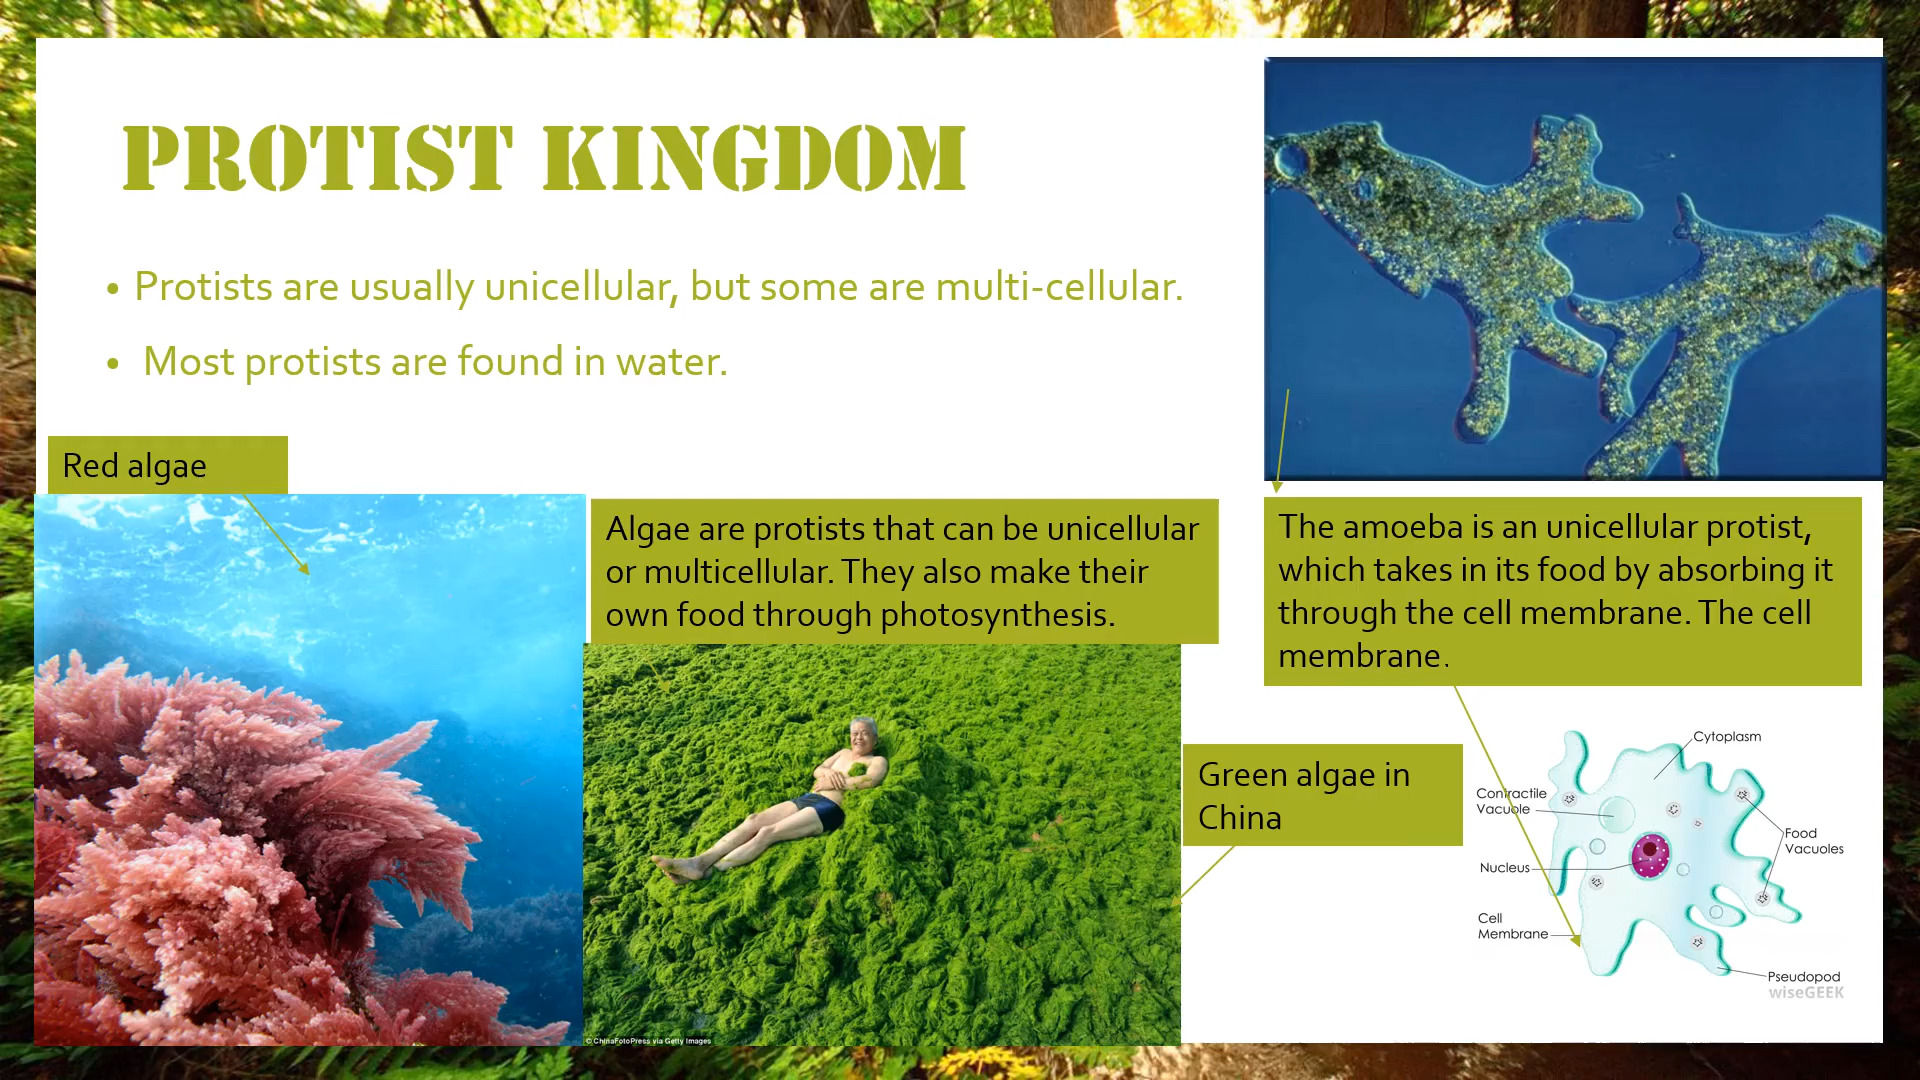 PROTIST KINGDOM
• Protists are usually unicellular, but some are multi-cellular.
• Most protists are found in water.
Red algae
Algae are protists that can be unicellular
or multicellular. They also make their
own food through photosynthesis.
The amoeba is an unicellular protist,
which takes in its food by absorbing it
through the cell membrane. The cell
membrane.
Green algae in
China
Cytoplasm
Contractile
Vacuole
Food
Vacuoles
Nucleus
Cell
Membrane
Pseudopod
wiseGEEK
© ChinaFotoPress via Getty Images